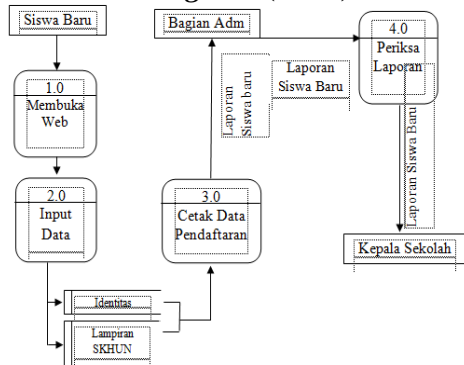 Siswa Baru
1.0
Membuka
Web
2.0
Input
Data
Identitas
Lampiran
SKHUN
3.0
Cetak Data
Pendaftaran
Bagian Adm
Laporan
Siswa baru
Laporan
Siswa Baru
4.0
Periksa
Laporan
Laporan Siswa Baru
Kepala Sekolah